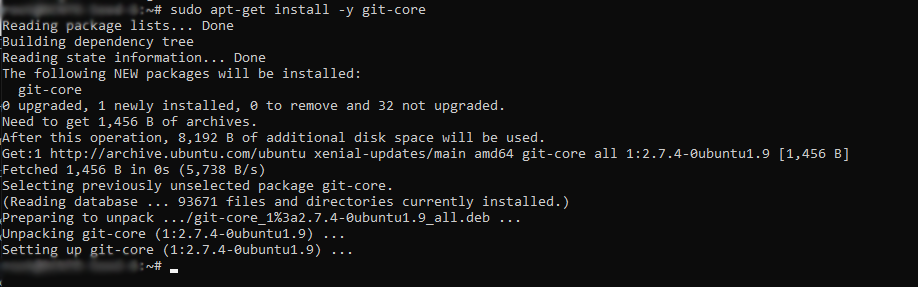 :~# sudo apt-get install -y git-core
Reading package lists... Done
Building dependency tree
Reading state information... Done
The following NEW packages will be installed:
  git-core
0 upgraded, 1 newly installed, 0 to remove and 32 not upgraded.
Need to get 1,456 B of archives.
After this operation, 8,192 B of additional disk space will be used.
Get:1 http://archive.ubuntu.com/ubuntu xenial-updates/main amd64 git-core all 1:2.7.4-0ubuntu1.9 [1,456 B]
Fetched 1,456 B in 0s (5,738 B/s)
Selecting previously unselected package git-core.
(Reading database ... 93671 files and directories currently installed.)
Preparing to unpack .../git-core_1%3a2.7.4-0ubuntu1.9_all.deb ...
Unpacking git-core (1:2.7.4-0ubuntu1.9) ...
Setting up git-core (1:2.7.4-0ubuntu1.9) ...
:~#